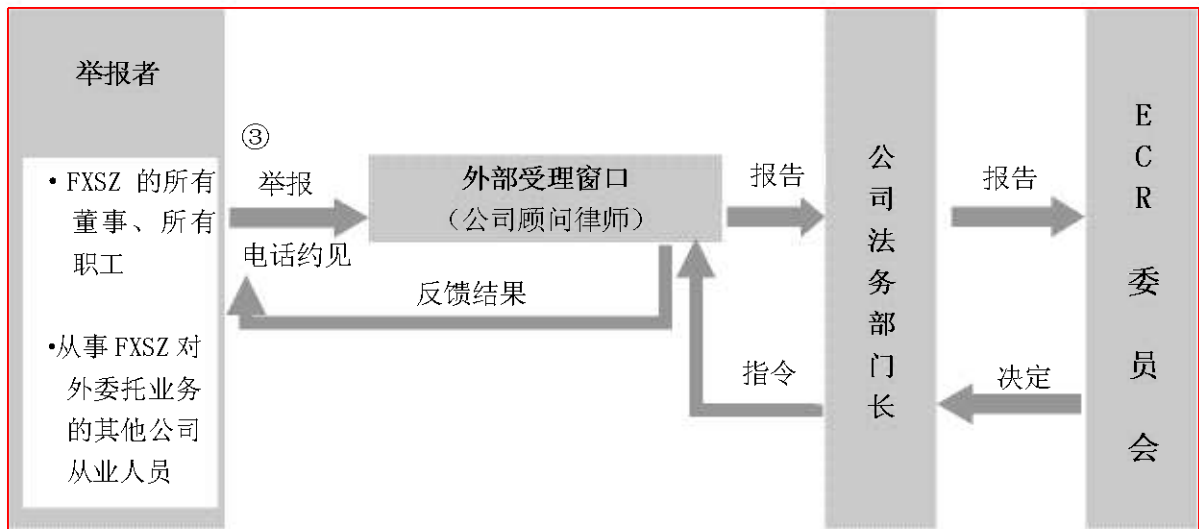 举报者
• FXSZ 的所有
董事、所有
职工
•从事 FXSZ 对
外委托业务
的其他公司
从业人员
③
举报
电话约见
外部受理窗口
（公司顾问律师）
反馈结果
报告
指令
公司法务部门长
报告
决定
ECR 委员会